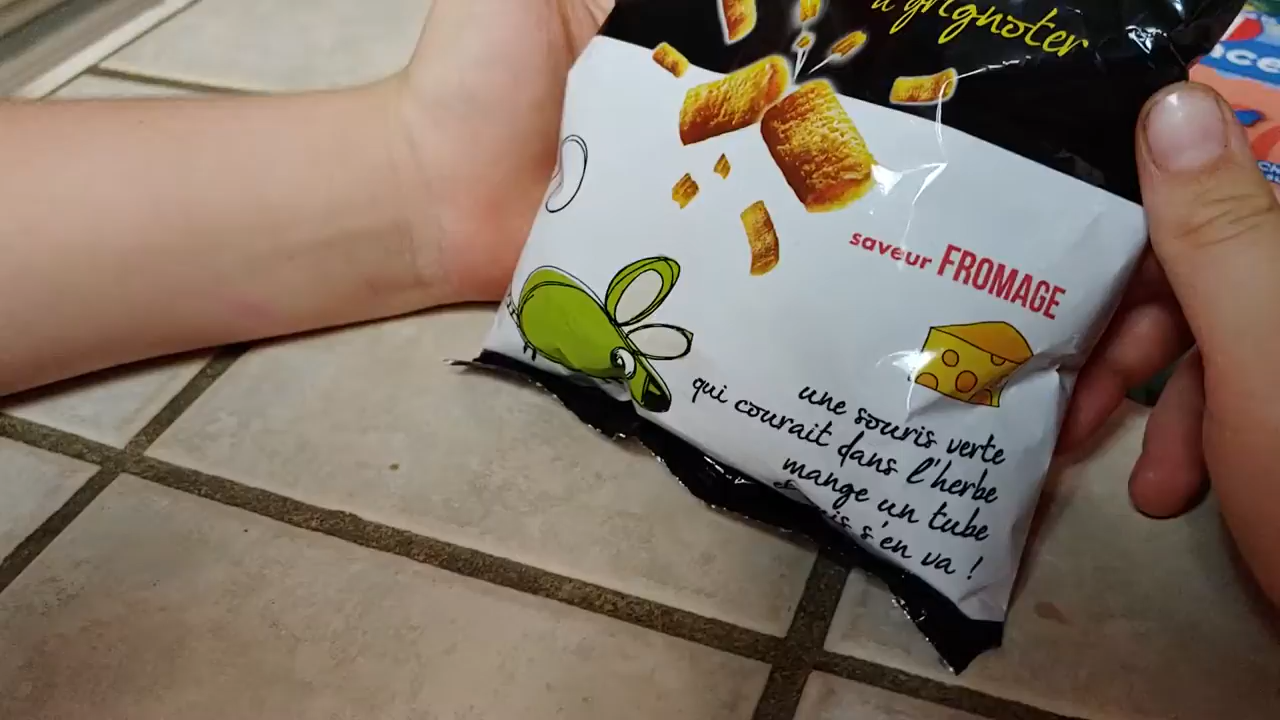 à grignoter
saveur FROMAGE
une souris verte
qui courait dans l'herbe
mange un tube
s'en va !